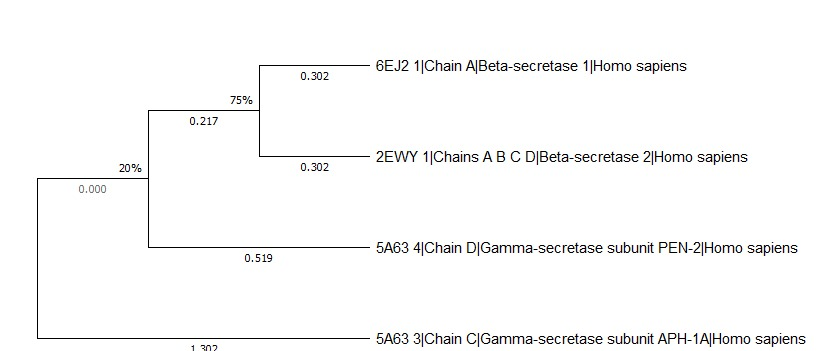 6EJ2 1|Chain A|Beta-secretase 1|Homo sapiens
0.302
75%
0.217
2EWY 1|Chains A B C D|Beta-secretase 2|Homo sapiens
0.302
20%
0.000
5A63 4|Chain D|Gamma-secretase subunit PEN-2|Homo sapiens
0.519
5A63 3|Chain C|Gamma-secretase subunit APH-1A|Homo sapiens
1.302